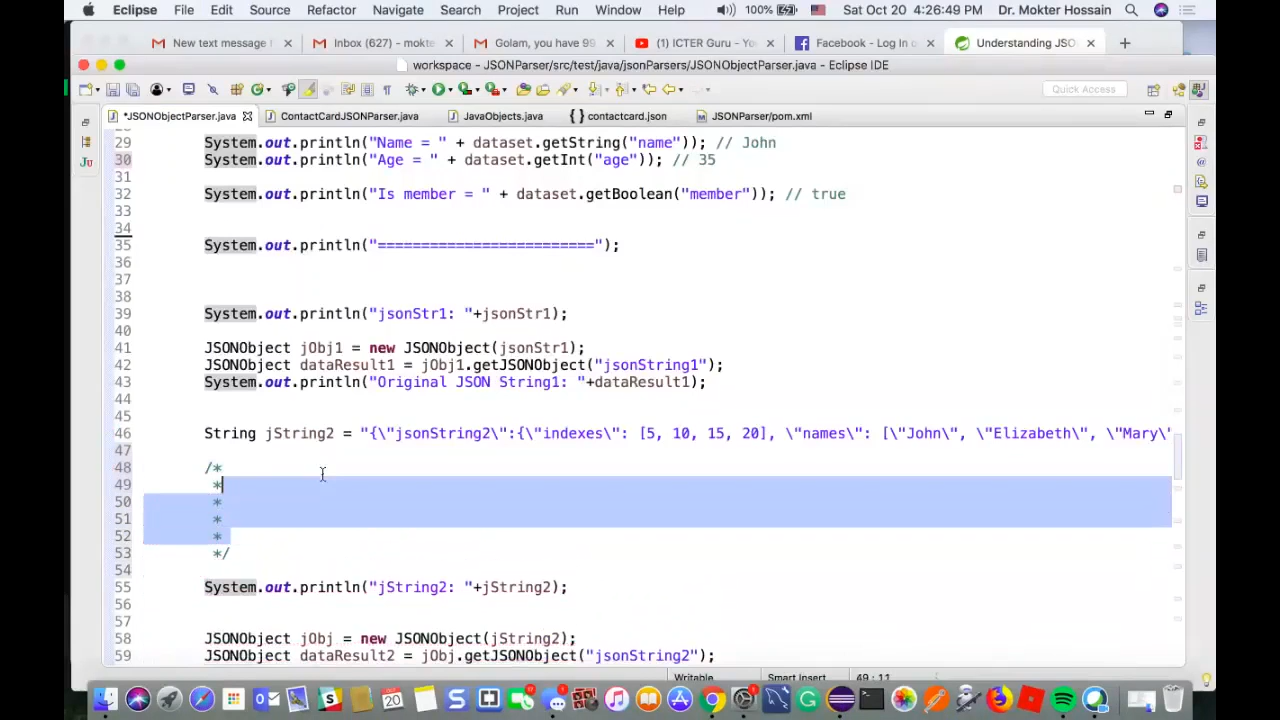 Eclipse File Edit Source Refactor Navigate Search Project Run Window Help 100% Sat Oct 20 4:26:49 PM Dr. Mokter Hossain
New text message Inbox (627) - mokte Golam, you have 99 (1) ICTER Guru - Yo Facebook - Log In o Understanding JSO
workspace - JSONParser/src/test/java/jsonParsers/JSONObjectParser.java - Eclipse IDE
Quick Access
*JSONObjectParser.java ContactCardJSONParser.java JavaObjects.java contactcard.json JSONParser/pom.xml
28
29 System.out.println("Name = " + dataset.getString("name")); // John
30 System.out.println("Age = " + dataset.getInt("age")); // 35
31
32 System.out.println("Is member = " + dataset.getBoolean("member")); // true
33
34
35 System.out.println("=========================");
36
37
38
39 System.out.println("jsonStr1: "+jsonStr1);
40
41 JSONObject jObj1 = new JSONObject(jsonStr1);
42 JSONObject dataResult1 = jObj1.getJSONObject("jsonString1");
43 System.out.println("Original JSON String1: "+dataResult1);
44
45
46 String jString2 = "{\"jsonString2\":{\"indexes\": [5, 10, 15, 20], \"names\": [\"John\", \"Elizabeth\", \"Mary\"
47
48 /*
49 *
50 *
51 *
52 *
53 */
54
55 System.out.println("jString2: "+jString2);
56
57
58 JSONObject jObj = new JSONObject(jString2);
59 JSONObject dataResult2 = jObj.getJSONObject("jsonString2");
Writable Smart Insert 49 : 11